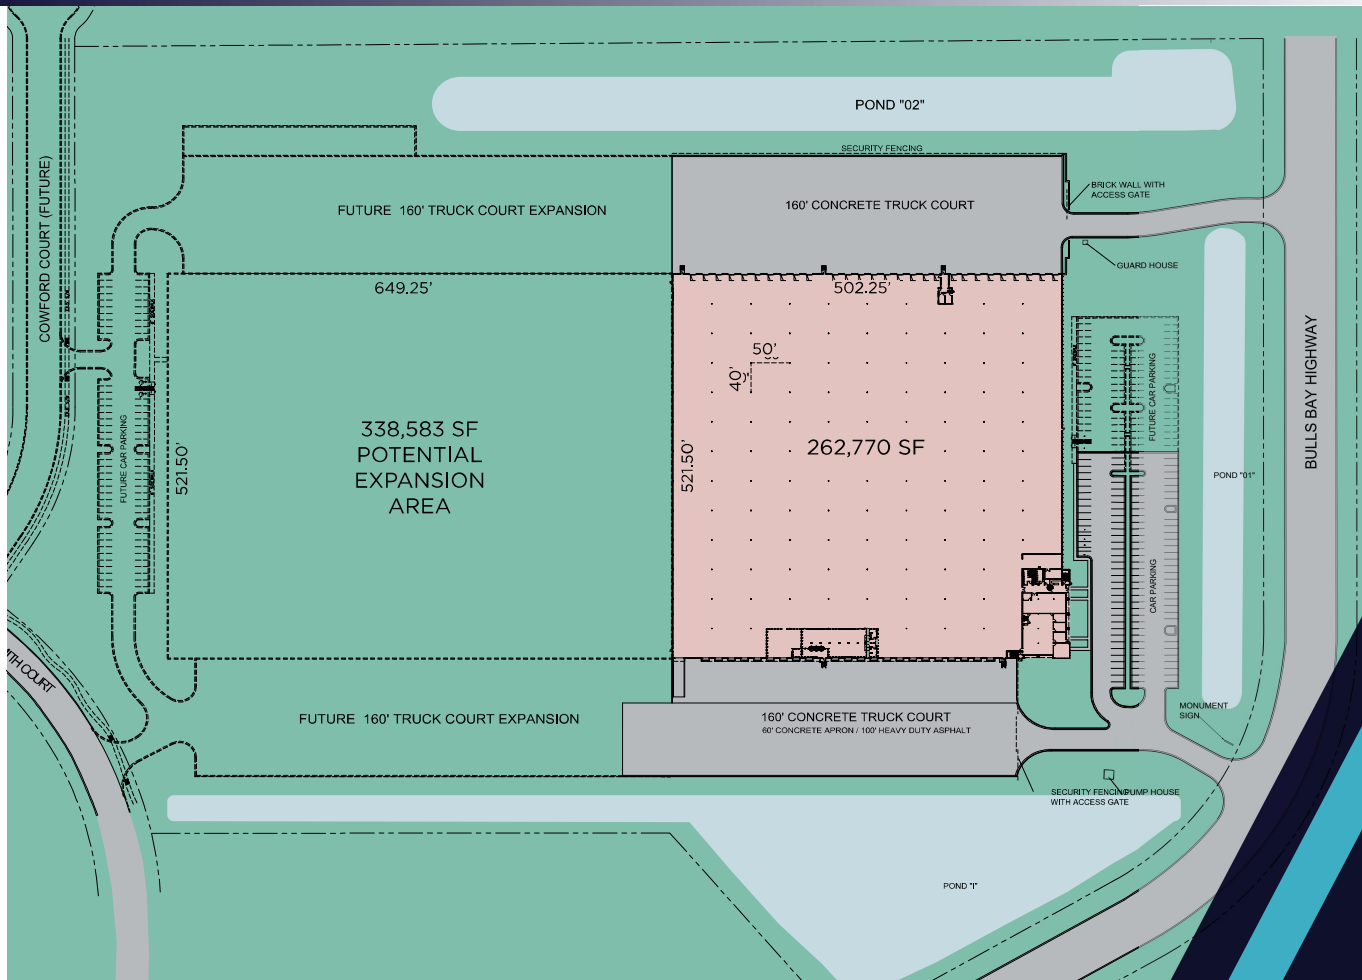 POND "02"
SECURITY FENCING
COWFORD COURT (FUTURE)
BRICK WALL WITH
ACCESS GATE
FUTURE 160' TRUCK COURT EXPANSION
160' CONCRETE TRUCK COURT
GUARD HOUSE
649.25'
502.25'
50'
40'
BULLS BAY HIGHWAY
FUTURE CAR PARKING
338,583 SF
POTENTIAL
EXPANSION
AREA
262,770 SF
521.50'
521.50'
FUTURE CAR PARKING
POND "01"
CAR PARKING
COURT
FUTURE 160' TRUCK COURT EXPANSION
160' CONCRETE TRUCK COURT
60' CONCRETE APRON / 100' HEAVY DUTY ASPHALT
MONUMENT
SIGN
SECURITY FENCING
WITH ACCESS GATE
PUMP HOUSE
POND "I"